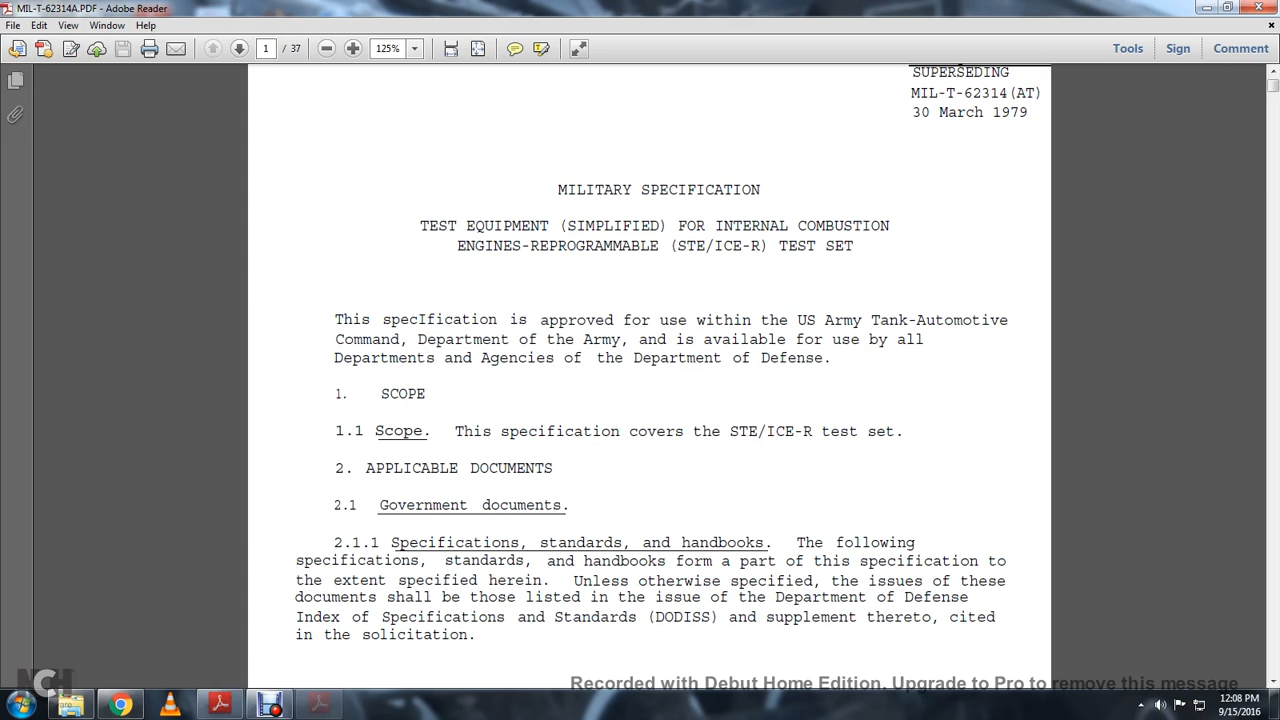 MIL-T-62314A.PDF - Adobe Reader
File Edit View Window Help
1 / 37 125% Tools Sign Comment
SUPERSEDING
MIL-T-62314(AT)
30 March 1979
MILITARY SPECIFICATION
TEST EQUIPMENT (SIMPLIFIED) FOR INTERNAL COMBUSTION
ENGINES-REPROGRAMMABLE (STE/ICE-R) TEST SET
This specIfication is approved for use within the US Army Tank-Automotive
Command, Department of the Army, and is available for use by all
Departments and Agencies of the Department of Defense.
1. SCOPE
1.1 Scope. This specification covers the STE/ICE-R test set.
2. APPLICABLE DOCUMENTS
2.1 Government documents.
2.1.1 Specifications, standards, and handbooks. The following
specifications, standards, and handbooks form a part of this specification to
the extent specified herein. Unless otherwise specified, the issues of these
documents shall be those listed in the issue of the Department of Defense
Index of Specifications and Standards (DODISS) and supplement thereto, cited
in the solicitation.
NCH
Recorded with Debut Home Edition. Upgrade to Pro to remove this message
12:08 PM
9/15/2016